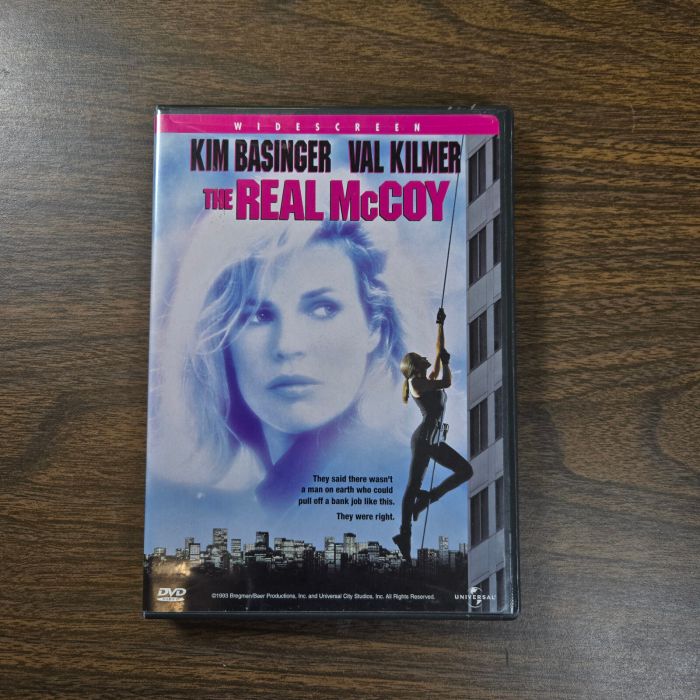 WIDESCREEN
KIM BASINGER VAL KILMER
THE REAL McCOY
They said there wasn't
a man on earth who could
pull off a bank job like this.
They were right.
DVD
VIDEO
©1993 Bregman/Baer Productions, Inc. and Universal City Studios, Inc. All Rights Reserved.
UNIVERSAL